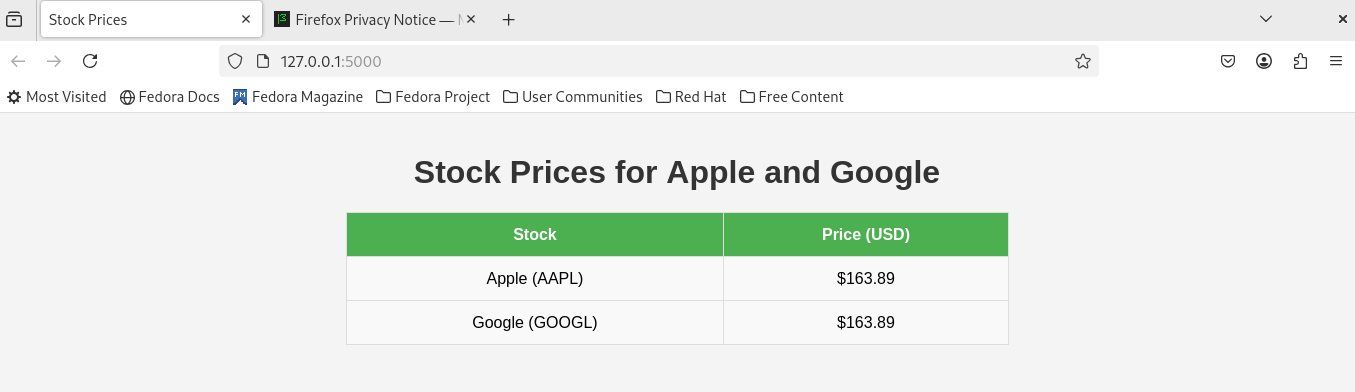 Stock Prices
Firefox Privacy Notice —
127.0.0.1:5000
Most Visited Fedora Docs FM Fedora Magazine Fedora Project User Communities Red Hat Free Content
Stock Prices for Apple and Google
Stock Price (USD)
Apple (AAPL) $163.89
Google (GOOGL) $163.89